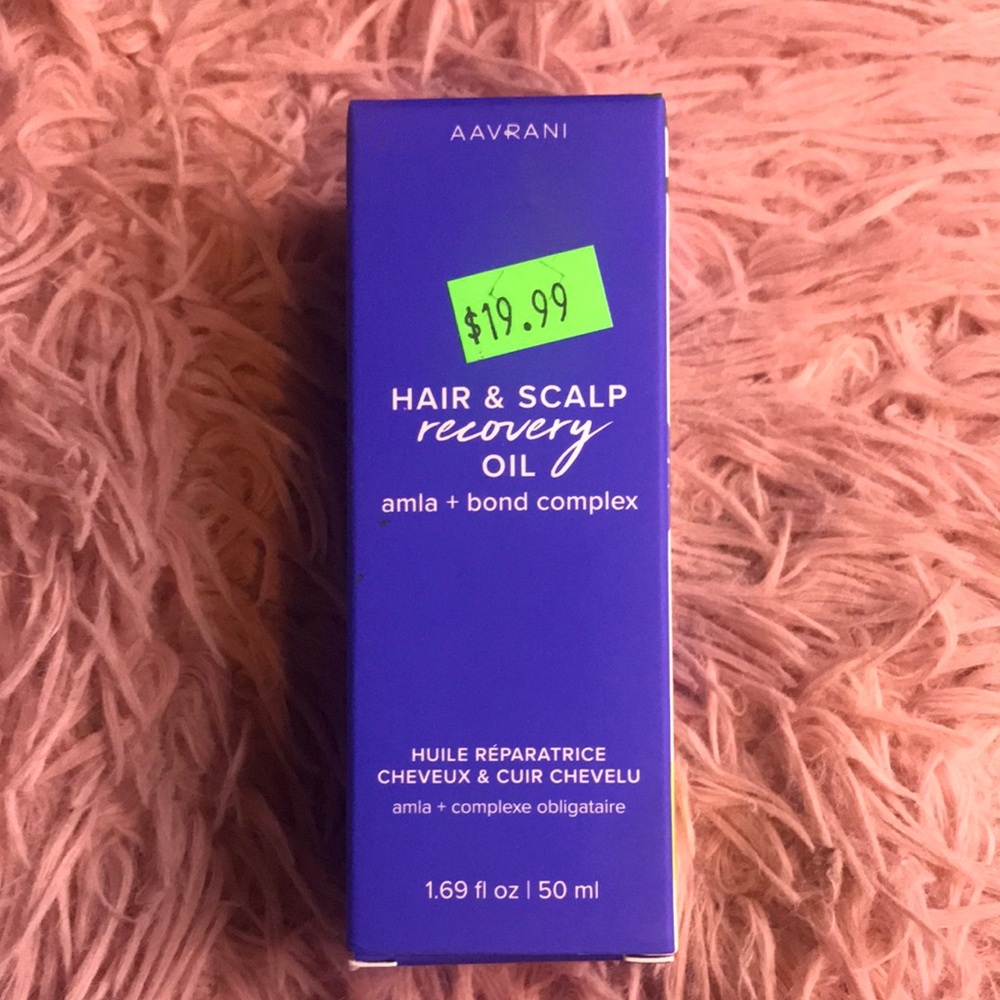 AAVRANI
$19.99
HAIR & SCALP
recovery
OIL
amla + bond complex
HUILE RÉPARATRICE
CHEVEUX & CUIR CHEVELU
amla + complexe obligataire
1.69 fl oz | 50 ml